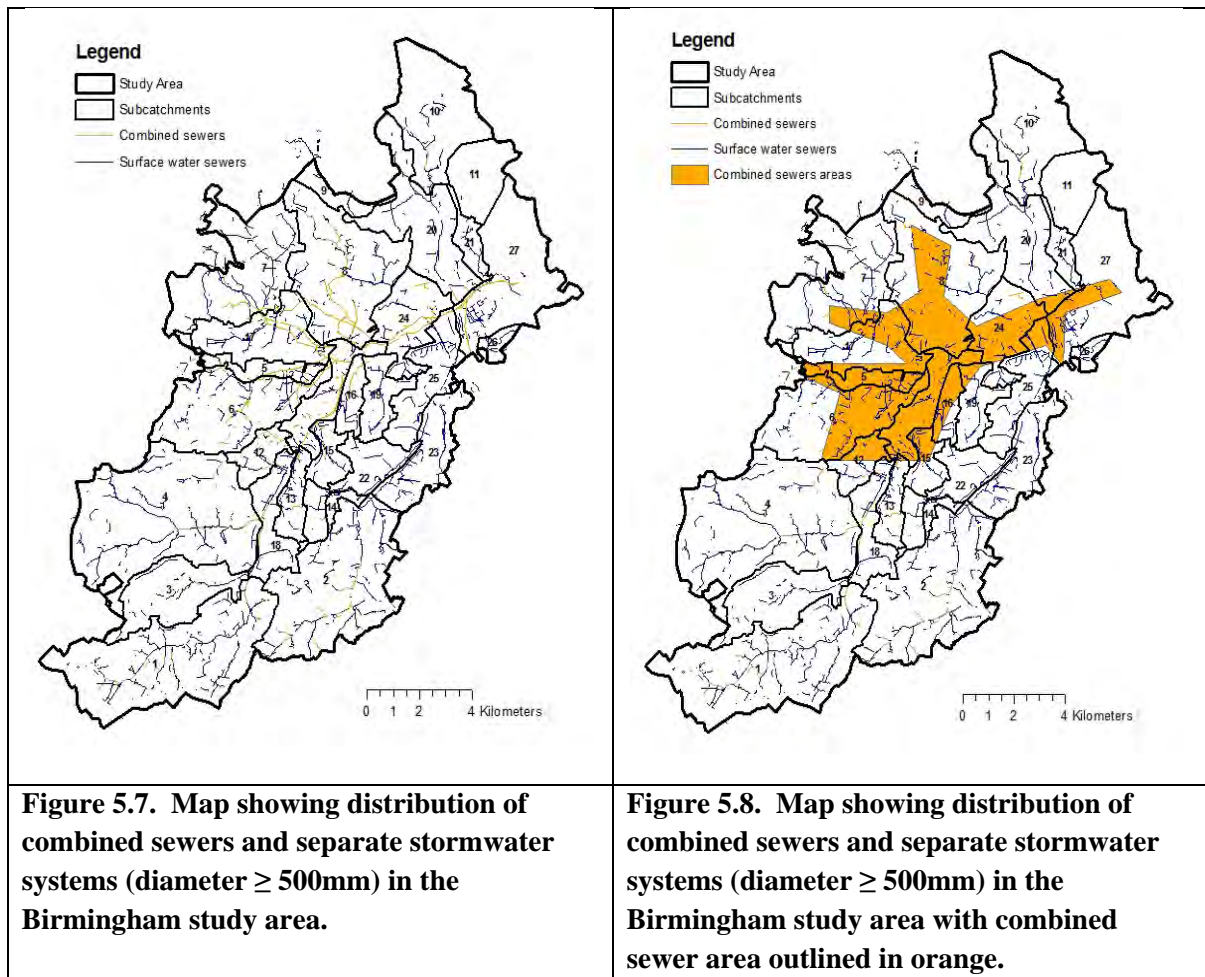 Legend
Study Area
Subcatchments
Combined sewers
Surface water sewers
10
11
9
20
21
27
7
8
24
26
5
25
16
19
6
2
15
23
12
22
4
13
14
18
3
1
0 1 2 4 Kilometers
Figure 5.7. Map showing distribution of
combined sewers and separate stormwater
systems (diameter ≥ 500mm) in the
Birmingham study area.
Legend
Study Area
Subcatchments
Combined sewers
Surface water sewers
Combined sewers areas
10
11
9
20
21
27
7
8
24
26
5
25
2
16
19
6
15
23
12
22
4
13
14
18
3
1
0 1 2 4 Kilometers
Figure 5.8. Map showing distribution of
combined sewers and separate stormwater
systems (diameter ≥ 500mm) in the
Birmingham study area with combined
sewer area outlined in orange.